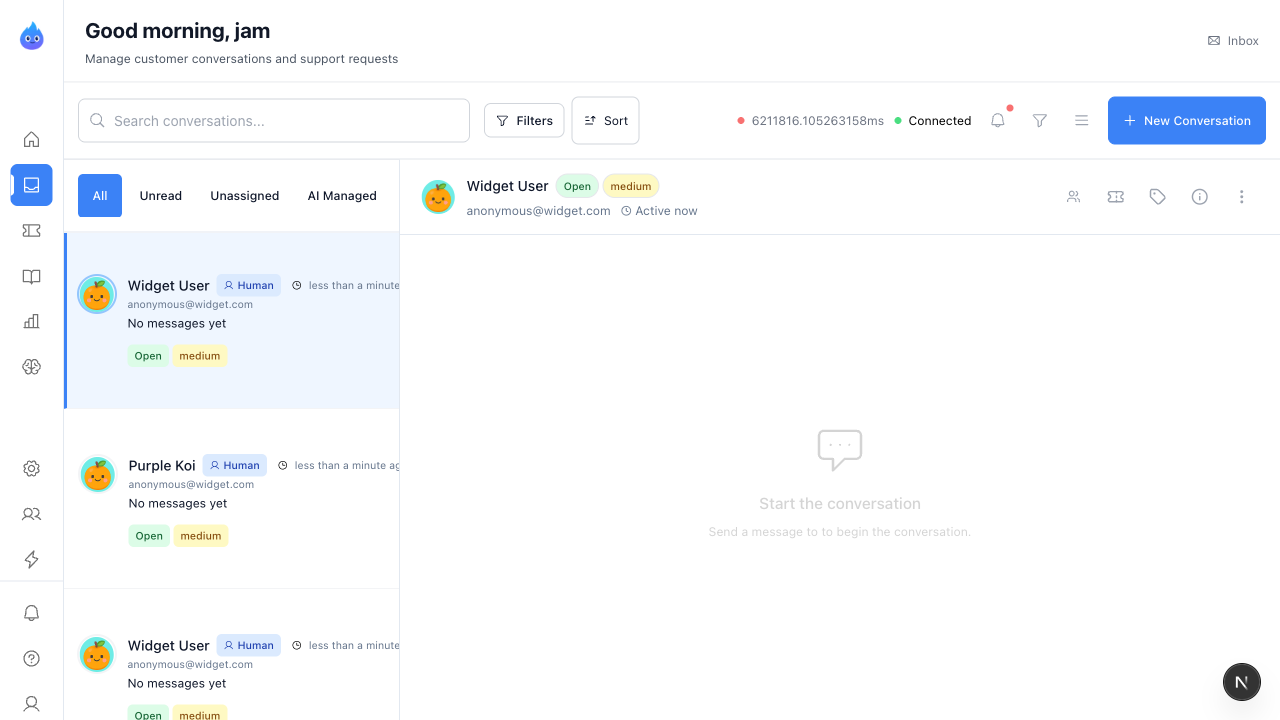 Good morning, jam
Manage customer conversations and support requests
Inbox
Search conversations...
Filters
Sort
6211816.105263158ms
Connected
New Conversation
All
Unread
Unassigned
AI Managed
Widget User
Open
medium
anonymous@widget.com
Active now
Widget User
Human
less than a minute
anonymous@widget.com
No messages yet
Open
medium
Purple Koi
Human
less than a minute ag
anonymous@widget.com
No messages yet
Open
medium
Widget User
Human
less than a minute
anonymous@widget.com
No messages yet
Open
medium
Start the conversation
Send a message to to begin the conversation.
N